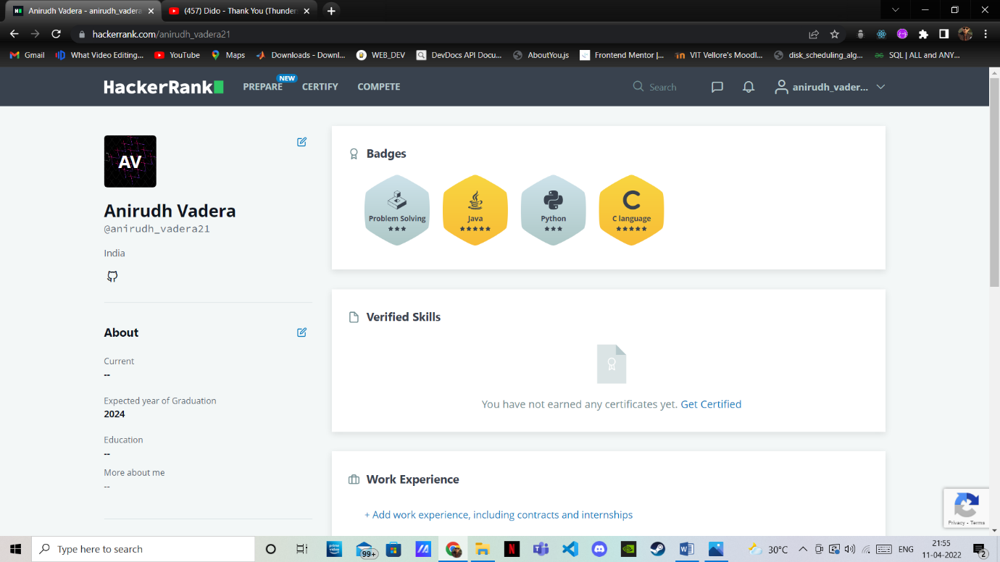 Anirudh Vadera - anirudh_vadera
(457) Dido - Thank You (Thunder
hackerrank.com/anirudh_vadera21
Gmail
What Video Editing...
YouTube
Maps
Downloads - Downl...
WEB_DEV
DevDocs API Docu...
AboutYou.js
Frontend Mentor |...
VIT Vellore's Moodl...
disk_scheduling_alg...
SQL | ALL and ANY...
HackerRank
PREPARE
NEW
CERTIFY
COMPETE
Search
anirudh_vader...
AV
Anirudh Vadera
@anirudh_vadera21
India
About
Current
--
Expected year of Graduation
2024
Education
--
More about me
--
Badges
Problem Solving
Java
Python
C language
Verified Skills
You have not earned any certificates yet. Get Certified
Work Experience
+ Add work experience, including contracts and internships
Privacy - Terms
Type here to search
prime video
99+
30°C
ENG
21:55
11-04-2022
2